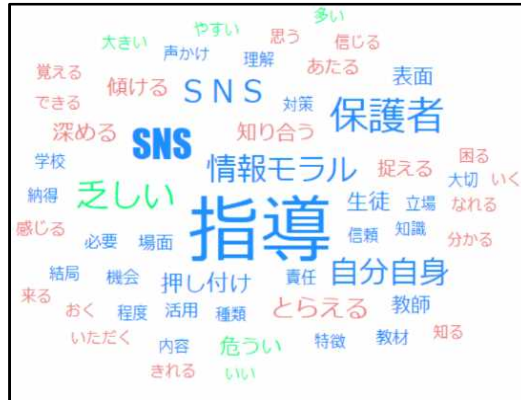 多い
やすい
大きい 声かけ 思う 信じる
理解 あたる
覚える 傾ける ＳＮＳ 表面
できる 対策 保護者
深める SNS 知り合う
学校 情報モラル 捉える 困る
大切 いく
納得 乏しい 生徒 立場 なれる
感じる 必要 場面 指導 信頼 知識 分かる
結局 機会 押し付け 責任 自分自身
来る おく 程度 活用 種類 とらえる 教師
いただく 内容 危うい 特徴 教材 知る
きれる いい